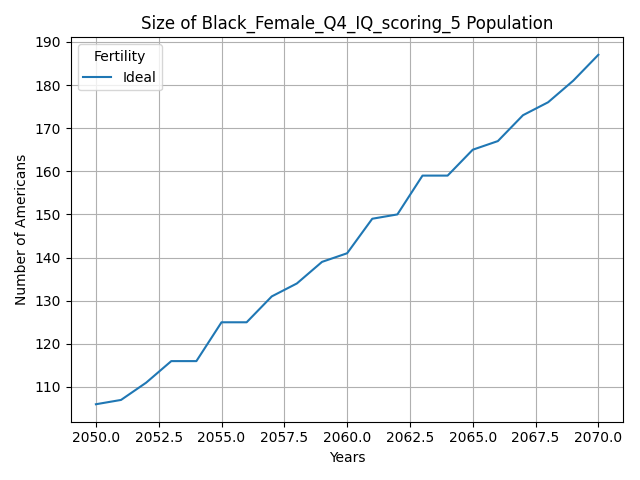 Size of Black_Female_Q4_IQ_scoring_5 Population
Fertility
Ideal
Number of Americans
190
180
170
160
150
140
130
120
110
2050.0 2052.5 2055.0 2057.5 2060.0 2062.5 2065.0 2067.5 2070.0
Years